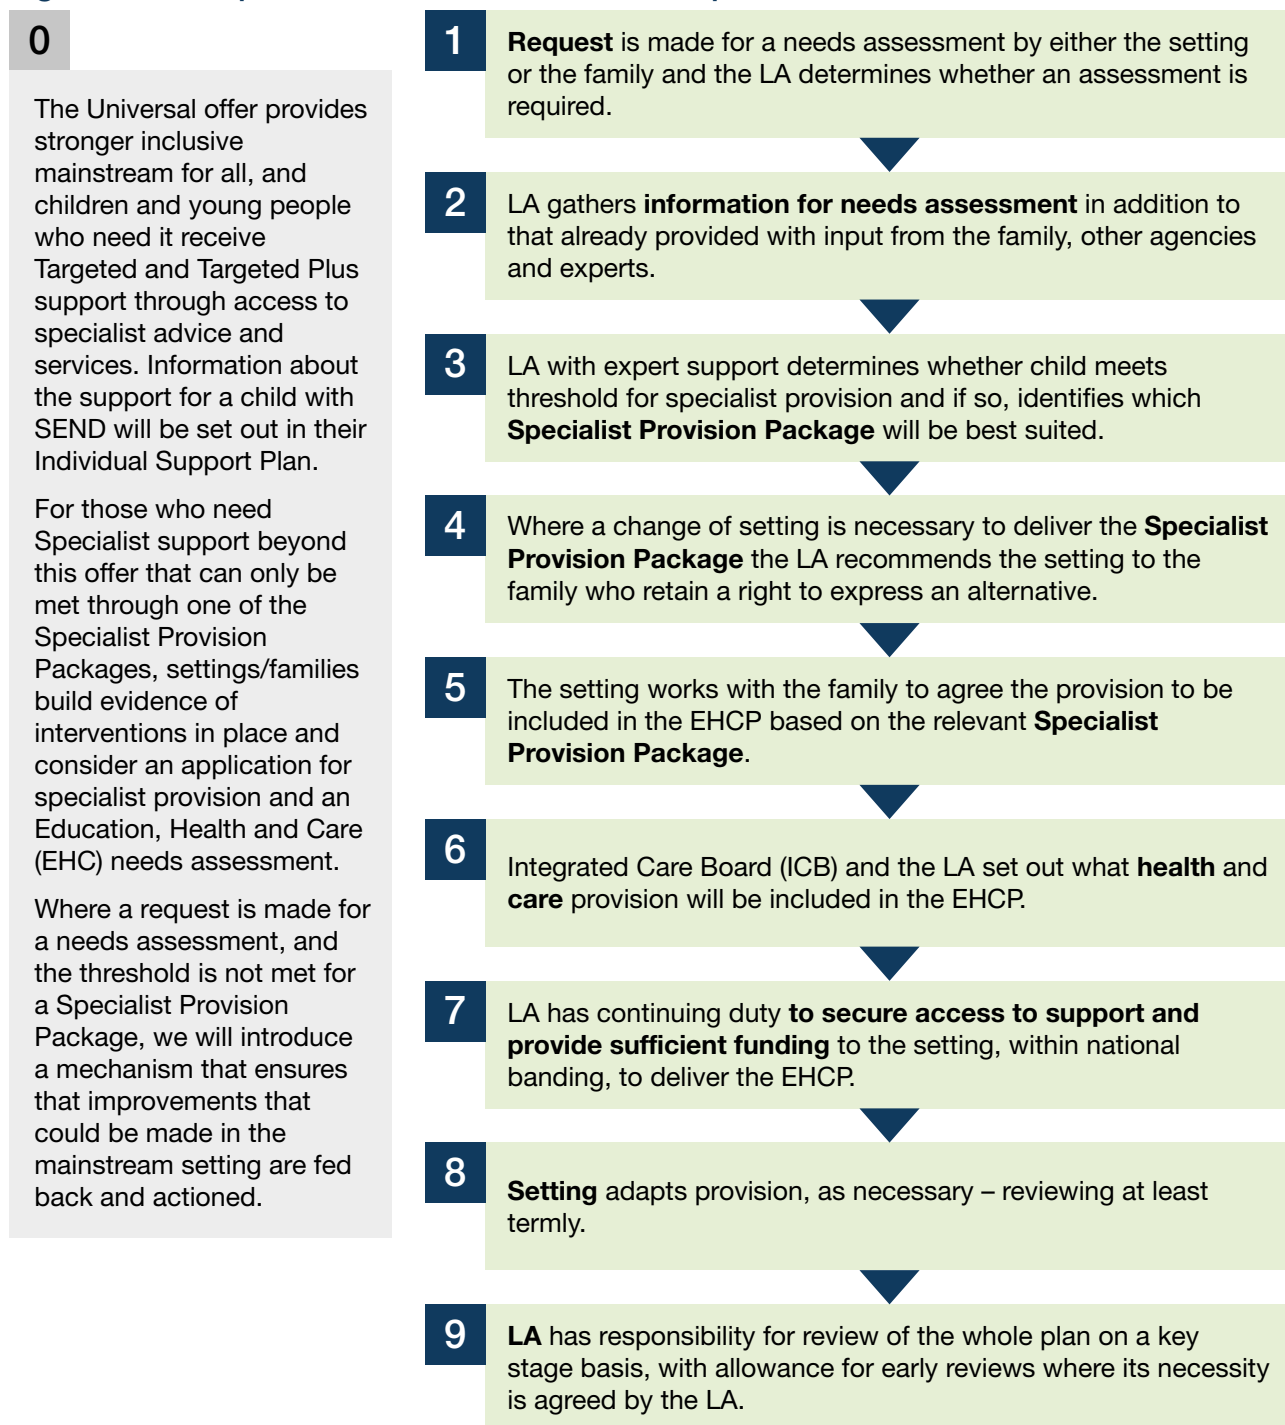 0
The Universal offer provides
stronger inclusive
mainstream for all, and
children and young people
who need it receive
Targeted and Targeted Plus
support through access to
specialist advice and
services. Information about
the support for a child with
SEND will be set out in their
Individual Support Plan.
For those who need
Specialist support beyond
this offer that can only be
met through one of the
Specialist Provision
Packages, settings/families
build evidence of
interventions in place and
consider an application for
specialist provision and an
Education, Health and Care
(EHC) needs assessment.
Where a request is made for
a needs assessment, and
the threshold is not met for
a Specialist Provision
Package, we will introduce
a mechanism that ensures
that improvements that
could be made in the
mainstream setting are fed
back and actioned.
1
Request is made for a needs assessment by either the setting
or the family and the LA determines whether an assessment is
required.
2
LA gathers information for needs assessment in addition to
that already provided with input from the family, other agencies
and experts.
3
LA with expert support determines whether child meets
threshold for specialist provision and if so, identifies which
Specialist Provision Package will be best suited.
4
Where a change of setting is necessary to deliver the Specialist
Provision Package the LA recommends the setting to the
family who retain a right to express an alternative.
5
The setting works with the family to agree the provision to be
included in the EHCP based on the relevant Specialist
Provision Package.
6
Integrated Care Board (ICB) and the LA set out what health and
care provision will be included in the EHCP.
7
LA has continuing duty to secure access to support and
provide sufficient funding to the setting, within national
banding, to deliver the EHCP.
8
Setting adapts provision, as necessary – reviewing at least
termly.
9
LA has responsibility for review of the whole plan on a key
stage basis, with allowance for early reviews where its necessity
is agreed by the LA.